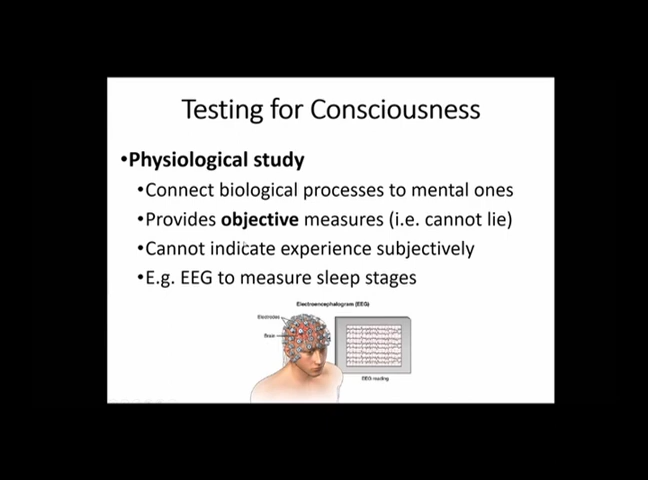 Testing for Consciousness
•Physiological study
•Connect biological processes to mental ones
•Provides objective measures (i.e. cannot lie)
•Cannot indicate experience subjectively
•E.g. EEG to measure sleep stages
Electroencephalogram (EEG)
Electrodes
Brain
EEG reading